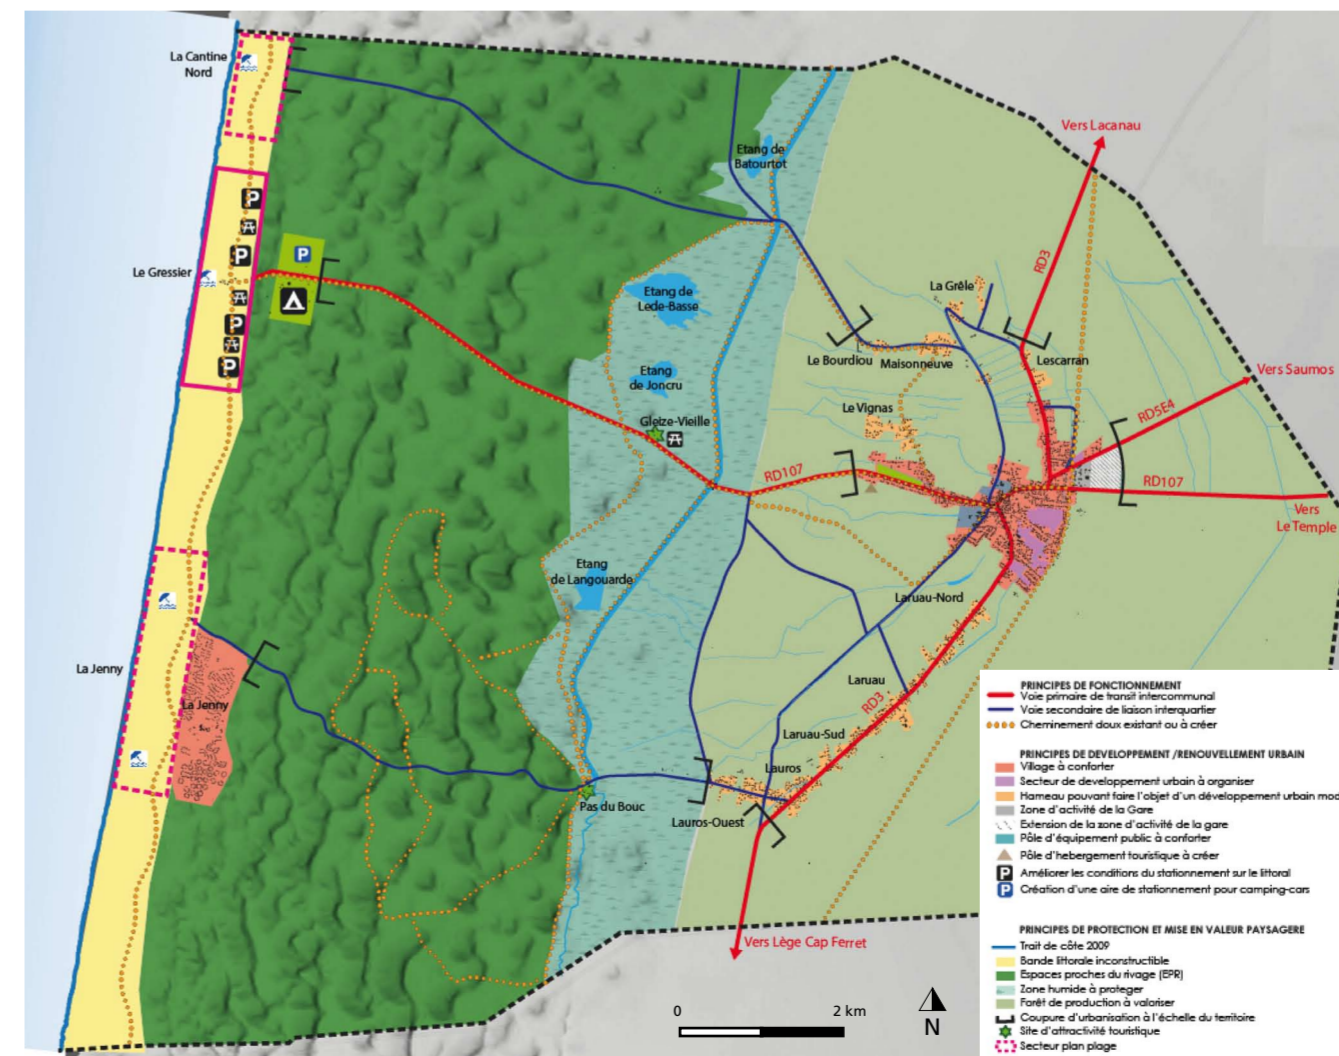 La Cantine
Nord
Vers Lacanau
Etang de
Batourtot
RD3
Le Gressier
P
P
P
P
P
Etang de
Lede-Basse
La Grêle
Le Bourdiou
Maisonneuve
Lescarran
Vers Saumos
Etang
de Joncru
Le Vignas
RD5E4
Gleize-Vieille
RD107
RD107
Vers
Le Temple
Etang
de Langouarde
Laruau-Nord
La Jenny
La Jenny
Laruau
RD3
Laruau-Sud
Lauros
Pas du Bouc
Lauros-Ouest
Vers Lège Cap Ferret
0
2 km
N
PRINCIPES DE FONCTIONNEMENT
Voie primaire de transit intercommunal
Voie secondaire de liaison interquartier
Cheminement doux existant ou à créer
PRINCIPES DE DEVELOPPEMENT /RENOUVELLEMENT URBAIN
Village à conforter
Secteur de developpement urbain à organiser
Hameau pouvant faire l'objet d'un développement urbain mod
Zone d'activité de la Gare
Extension de la zone d'activité de la gare
Pôle d'équipement public à conforter
Pôle d'hebergement touristique à créer
P Améliorer les conditions du stationnement sur le littoral
P Création d'une aire de stationnement pour camping-cars
PRINCIPES DE PROTECTION ET MISE EN VALEUR PAYSAGERE
Trait de côte 2009
Bande littorale inconstructible
Espaces proches du rivage (EPR)
Zone humide à proteger
Forêt de production à valoriser
Coupure d'urbanisation à l'échelle du territoire
Site d'attractivité touristique
Secteur plan plage